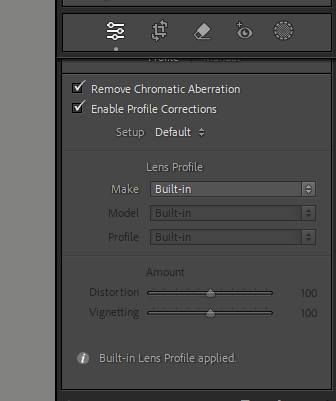 Remove Chromatic Aberration
Enable Profile Corrections
Setup Default
Lens Profile
Make Built-in
Model Built-in
Profile Built-in
Amount
Distortion 100
Vignetting 100
Built-in Lens Profile applied.